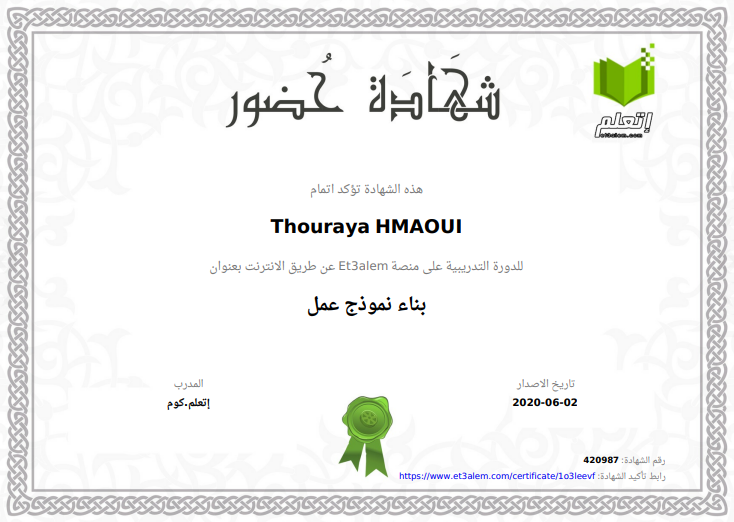 شَهَادَة حُضور
إتعلم
et3alem.com
هذه الشهادة تؤكد اتمام
Thouraya HMAOUI
للدورة التدريبية على منصة Et3alem عن طريق الانترنت بعنوان
بناء نموذج عمل
تاريخ الاصدار
2020-06-02
المدرب
إتعلم.كوم
رقم الشهادة: 420987
رابط تأكيد الشهادة: https://www.et3alem.com/certificate/1o3leevf